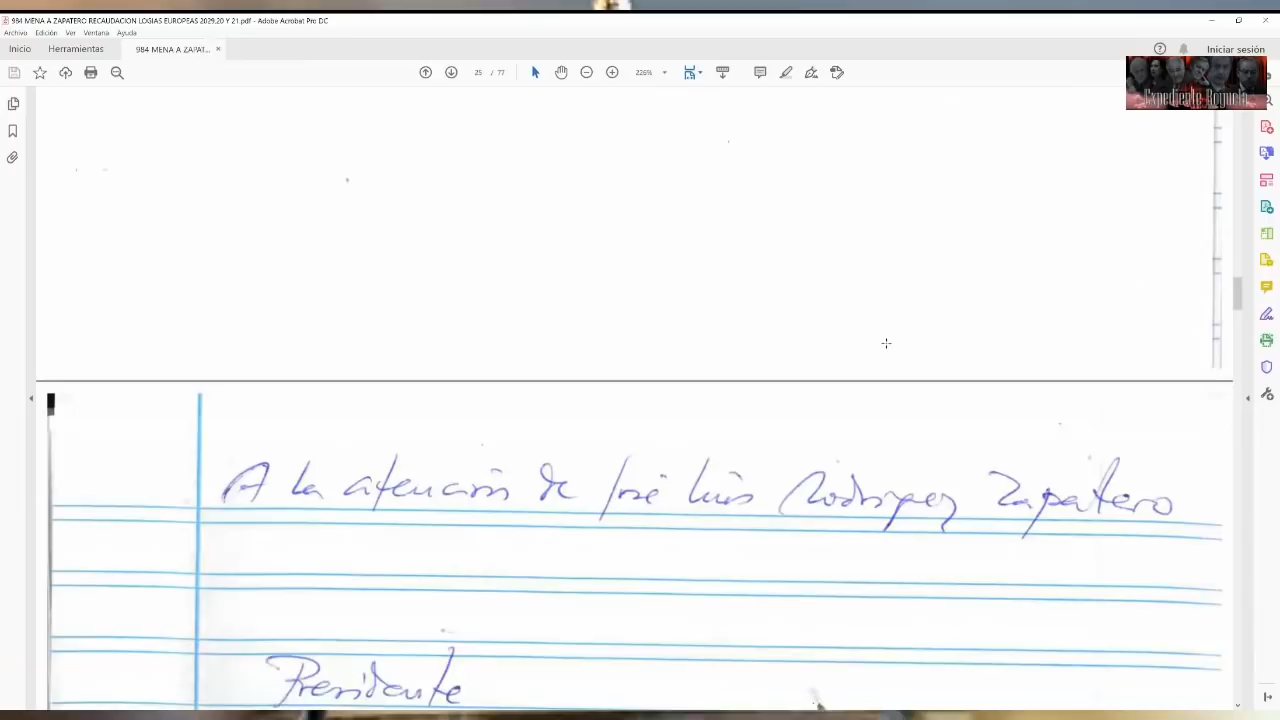 984 MENA A ZAPATERO RECAUDACION LOGIAS EUROPEAS 2029,20 Y 21.pdf - Adobe Acrobat Pro DC
Archivo Edición Ver Ventana Ayuda
Inicio Herramientas 984 MENA A ZAPAT... × Iniciar sesión
25 / 77 226%
Expediente Royuela
A la atención de José Luis Rodríguez Zapatero
Presidente